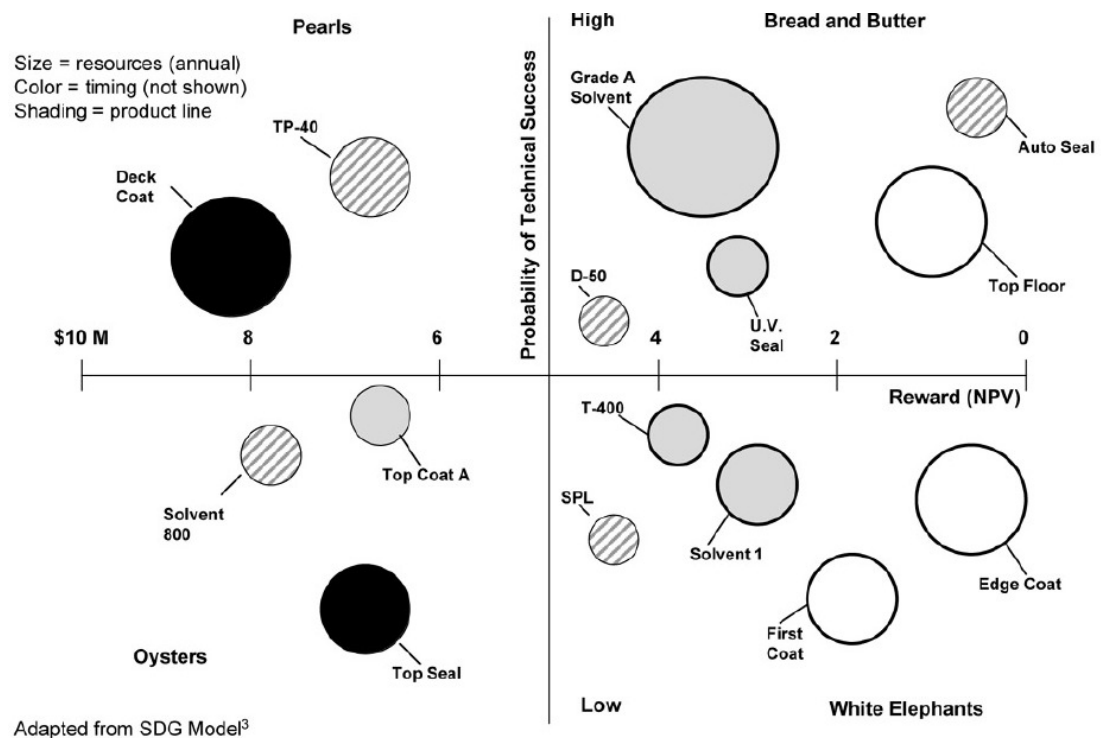 Pearls
High
Bread and Butter
Size = resources (annual)
Color = timing (not shown)
Shading = product line
Probability of Technical Success
TP-40
Deck
Coat
Grade A
Solvent
Auto Seal
Top Floor
D-50
U.V.
Seal
$10 M
8
6
4
2
0
Reward (NPV)
T-400
Top Coat A
Solvent
800
SPL
Solvent 1
Edge Coat
First
Coat
Top Seal
Oysters
Low
White Elephants
Adapted from SDG Model³